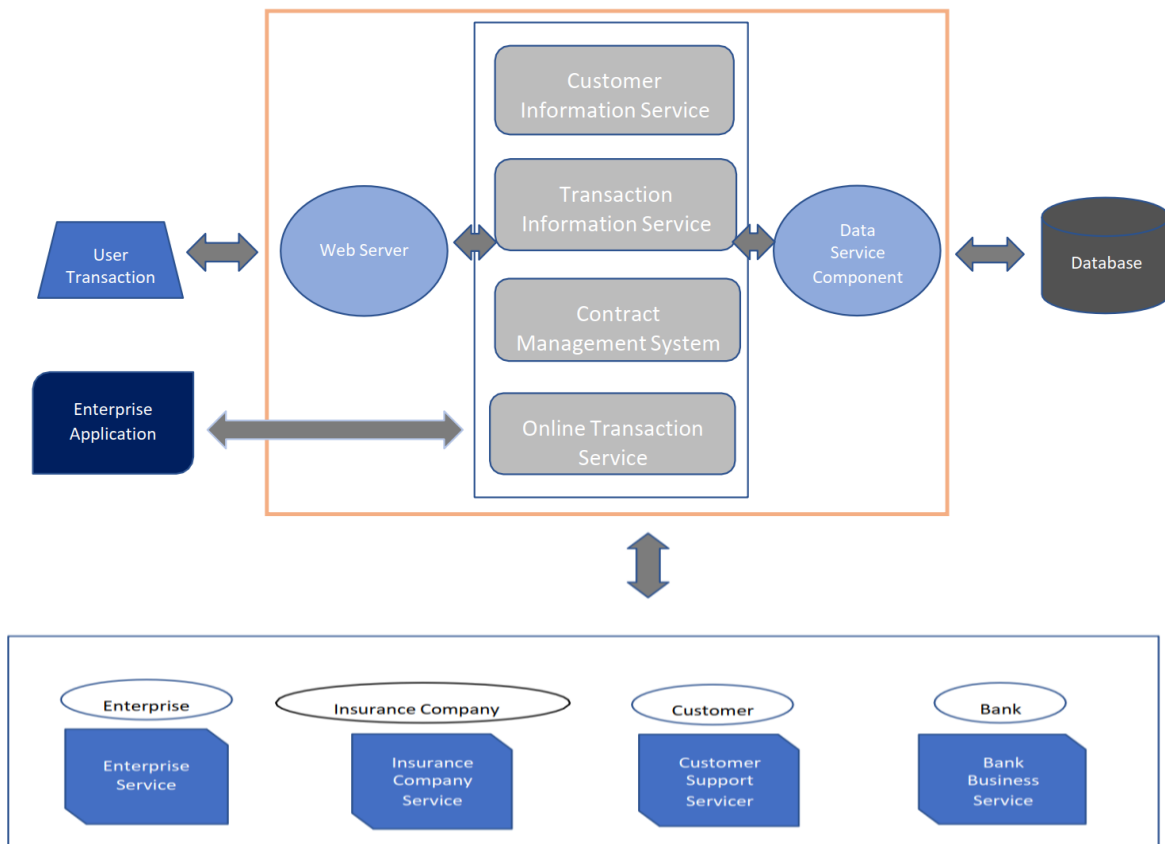 Customer
Information Service
Transaction
Information Service
User
Transaction
Web Server
Data
Service
Component
Database
Contract
Management System
Enterprise
Application
Online Transaction
Service
Enterprise
Insurance Company
Customer
Bank
Enterprise
Service
Insurance
Company
Service
Customer
Support
Servicer
Bank
Business
Service